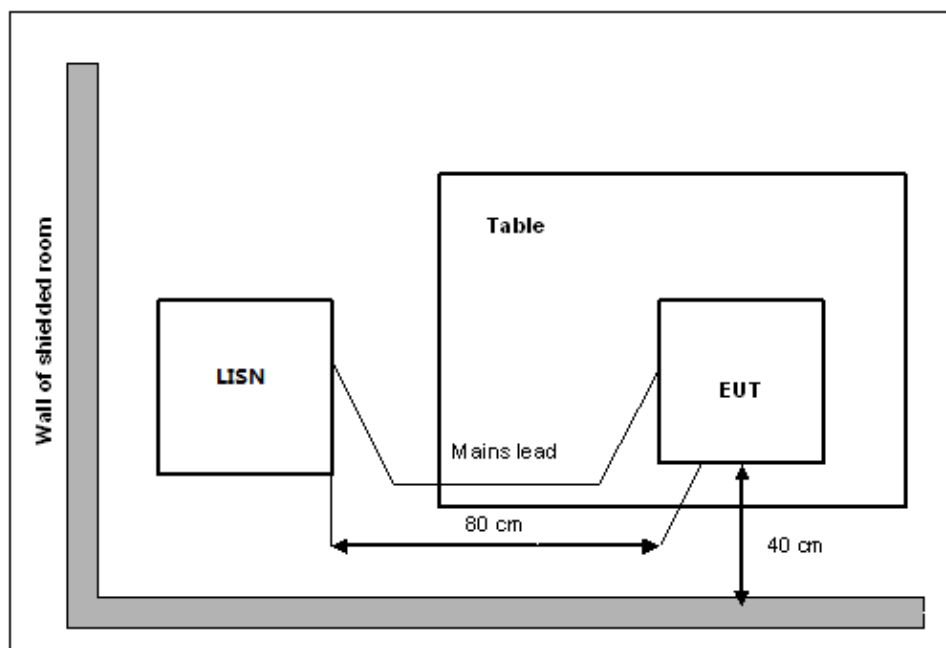 Wall of shielded room
Table
LISN
EUT
Mains lead
80 cm
40 cm